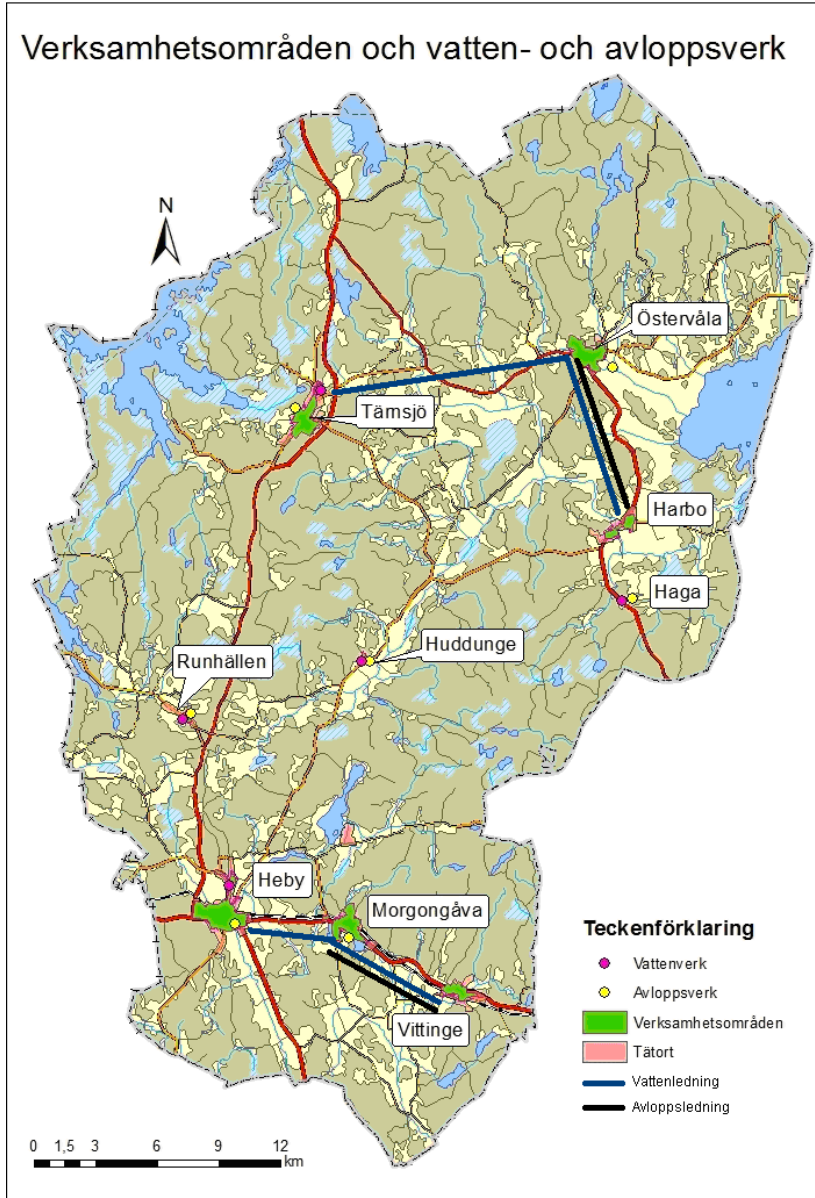 Verksamhetsområden och vatten- och avloppsverk
N
Östervåla
Tärnsjö
Harbo
Haga
Huddunge
Runhällen
Heby
Morgongåva
Vittinge
Teckenförklaring
Vattenverk
Avloppsverk
Verksamhetsområden
Tätort
Vattenledning
Avloppsledning
0 1,5 3 6 9 12
km